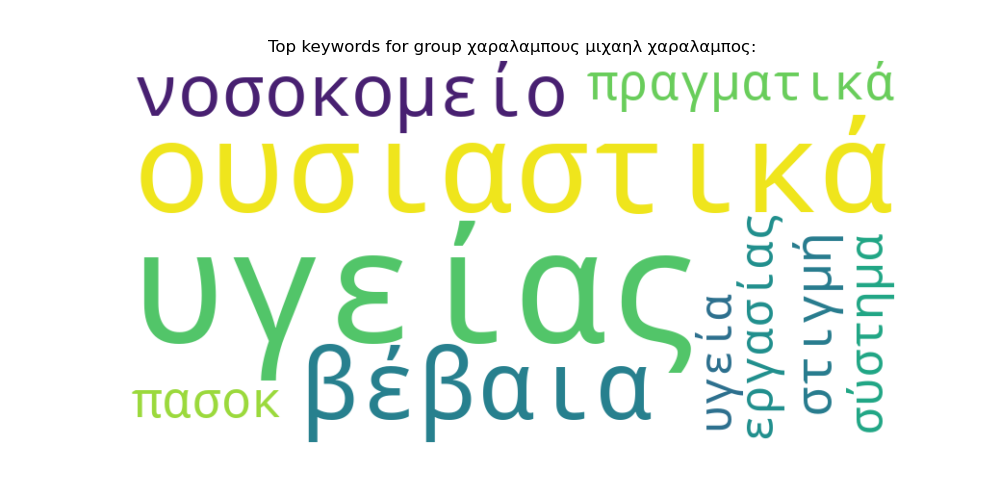 Top keywords for group χαραλαμπους μιχαηλ χαραλαμπος:
νοσοκομείο
πραγματικά
ουσιαστικά
υγείας
βέβαια
πασοκ
υγεία
εργασίας
στιγμή
σύστημα